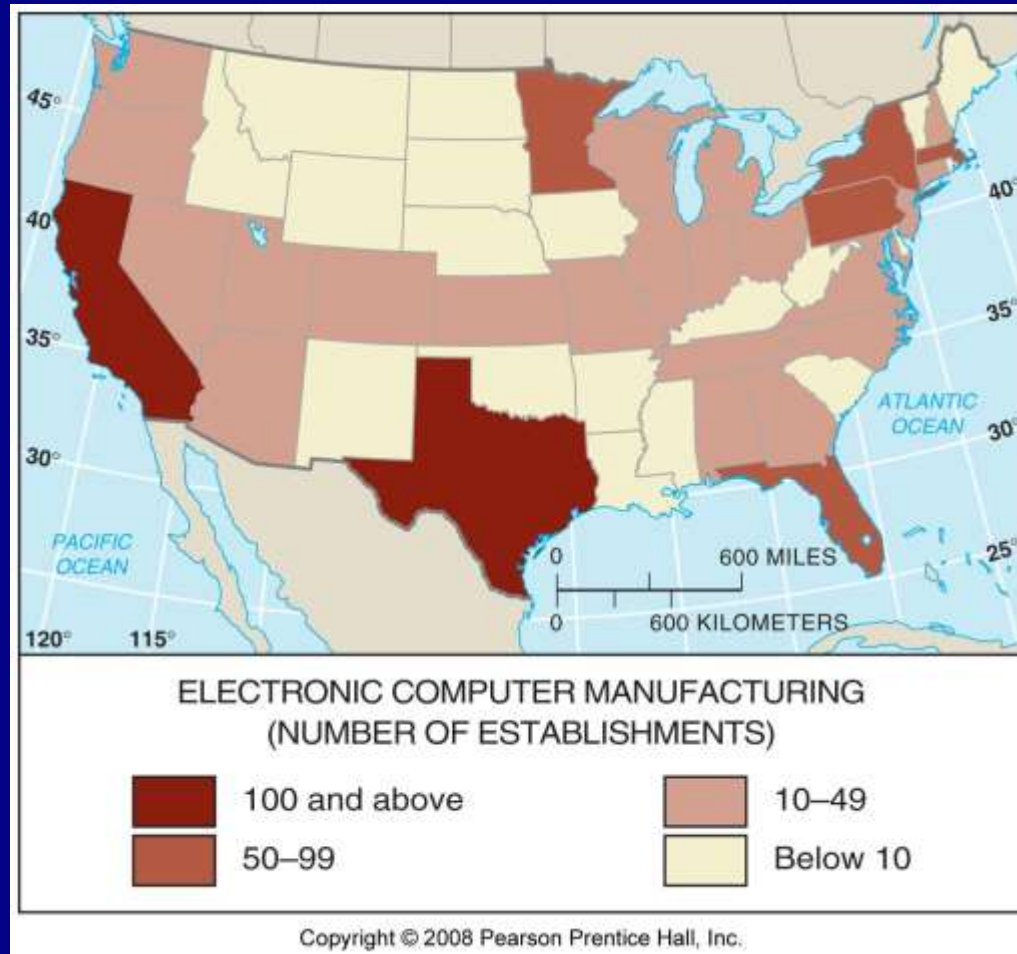 45°
40°
35°
30°
PACIFIC
OCEAN
120°
115°
40°
35°
ATLANTIC
OCEAN
30°
25°
0
600 MILES
0
600 KILOMETERS
ELECTRONIC COMPUTER MANUFACTURING
(NUMBER OF ESTABLISHMENTS)
100 and above
10–49
50–99
Below 10
Copyright © 2008 Pearson Prentice Hall, Inc.